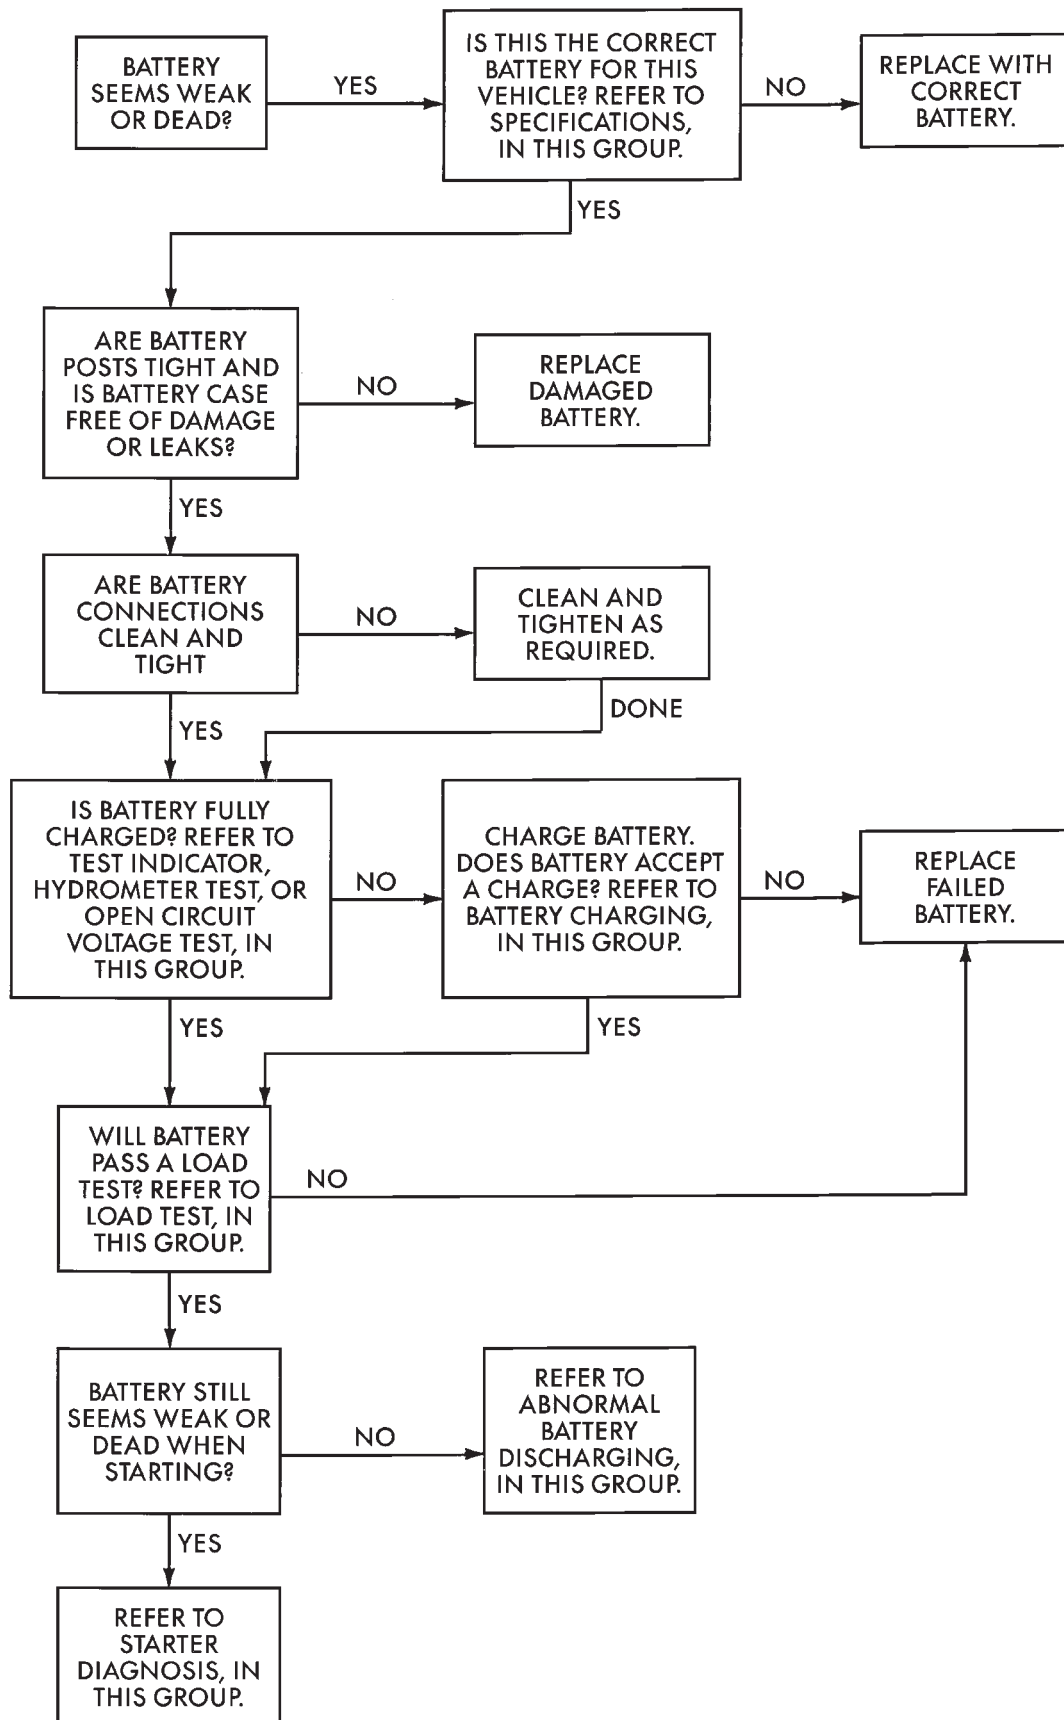 BATTERY
SEEMS WEAK
OR DEAD?
YES
IS THIS THE CORRECT
BATTERY FOR THIS
VEHICLE? REFER TO
SPECIFICATIONS,
IN THIS GROUP.
NO
REPLACE WITH
CORRECT
BATTERY.
YES
ARE BATTERY
POSTS TIGHT AND
IS BATTERY CASE
FREE OF DAMAGE
OR LEAKS?
NO
REPLACE
DAMAGED
BATTERY.
YES
ARE BATTERY
CONNECTIONS
CLEAN AND
TIGHT
NO
CLEAN AND
TIGHTEN AS
REQUIRED.
DONE
YES
IS BATTERY FULLY
CHARGED? REFER TO
TEST INDICATOR,
HYDROMETER TEST, OR
OPEN CIRCUIT
VOLTAGE TEST, IN
THIS GROUP.
NO
CHARGE BATTERY.
DOES BATTERY ACCEPT
A CHARGE? REFER TO
BATTERY CHARGING,
IN THIS GROUP.
NO
REPLACE
FAILED
BATTERY.
YES
YES
WILL BATTERY
PASS A LOAD
TEST? REFER TO
LOAD TEST, IN
THIS GROUP.
NO
YES
BATTERY STILL
SEEMS WEAK OR
DEAD WHEN
STARTING?
NO
REFER TO
ABNORMAL
BATTERY
DISCHARGING,
IN THIS GROUP.
YES
REFER TO
STARTER
DIAGNOSIS, IN
THIS GROUP.